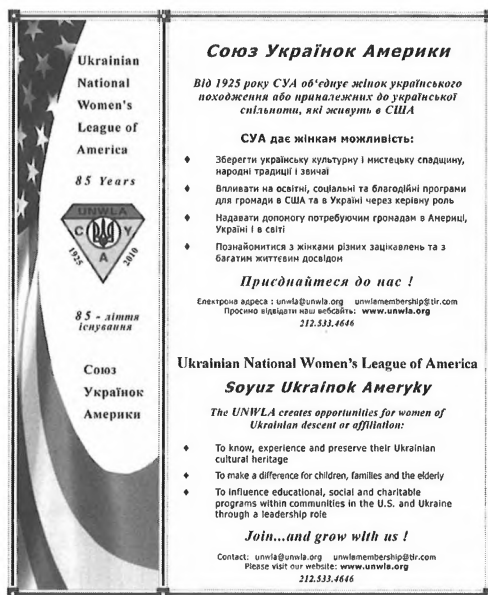 Ukrainian
National
Women's
League of
America
85 Years
UNWLA
С У
А
1925 2010
85 - ліття
існування
Союз
Українок
Америки
Союз Українок Америки
Від 1925 року СУА об'єднує жінок українського
походження або приналежних до української
спільноти, які живуть в США
СУА дає жінкам можливість:
♦ Зберегти українську культурну і мистецьку спадщину,
народні традиції і звичаї
♦ Впливати на освітні, соціальні та благодійні програми
для громади в США та в Україні через керівну роль
♦ Надавати допомогу потребуючим громадам в Америці,
Україні і в світі
♦ Познайомитися з жінками різних зацікавлень та з
багатим життєвим досвідом
Приєднайтеся до нас !
Електрона адреса : unwla@unwla.org unwlamembership@tlr.com
Просимо відвідати наш вебсайт: www.unwla.org
212.533.4646
Ukrainian National Women's League of America
Soyuz Ukrainok Ameryky
The UNWLA creates opportunities for women of
Ukrainian descent or affiliation:
♦ To know, experience and preserve their Ukrainian
cultural heritage
♦ To make a difference for children, families and the elderly
♦ To influence educational, social and charitable
programs within communities in the U.S. and Ukraine
through a leadership role
Join...and grow with us !
Contact: unwla@unwla.org unwlamembership@tlr.com
Please visit our website: www.unwla.org
212.533.4646